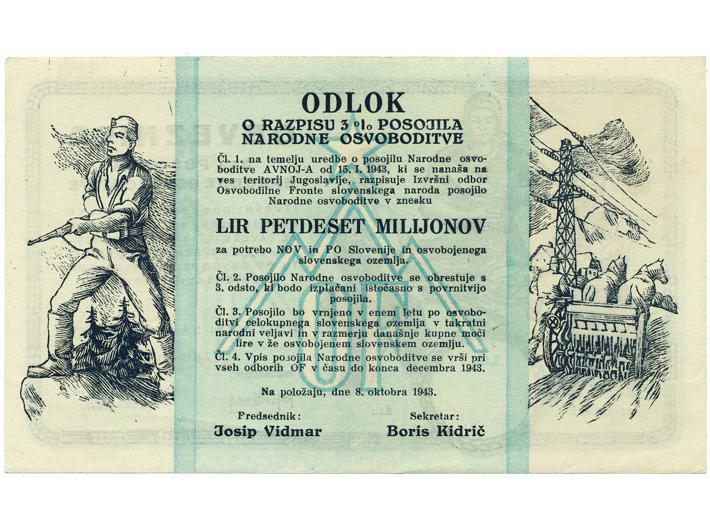 ODLOK
O RAZPISU 3 % POSOJILA
NARODNE OSVOBODITVE
Čl. 1. na temelju uredbe o posojilu Narodne osvo-
boditve AVNOJ-A od 15. I. 1943, ki se nanaša na
ves teritorij Jugoslavije, razpisuje Izvršni odbor
Osvobodilne Fronte slovenskega naroda posojilo
Narodne osvoboditve v znesku
LIR PETDESET MILIJONOV
za potrebo NOV in PO Slovenije in osvobojenega
slovenskega ozemlja.
Čl. 2. Posojilo Narodne osvoboditve se obrestuje s
3. odsto, ki bodo izplačani istočasno s povrnitvijo
posojila.
Čl. 3. Posojilo bo vrnjeno v enem letu po osvobo-
ditvi celokupnega slovenskega ozemlja v takratni
narodni veljavi in v razmerju današnje kupne moči
lire v že osvobojenem slovenskem ozemlju.
Čl. 4. Vpis posojila Narodne osvoboditve se vrši pri
vseh odborih OF v času do konca decembra 1943.
Na položaju, dne 8. oktobra 1943.
Predsednik: Sekretar:
Josip Vidmar Boris Kidrič
OF